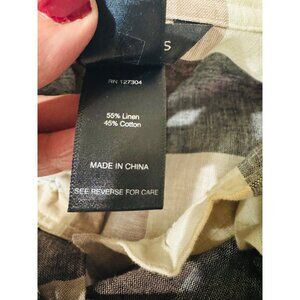 S
RN 127304
55% Linen
45% Cotton
MADE IN CHINA
SEE REVERSE FOR CARE